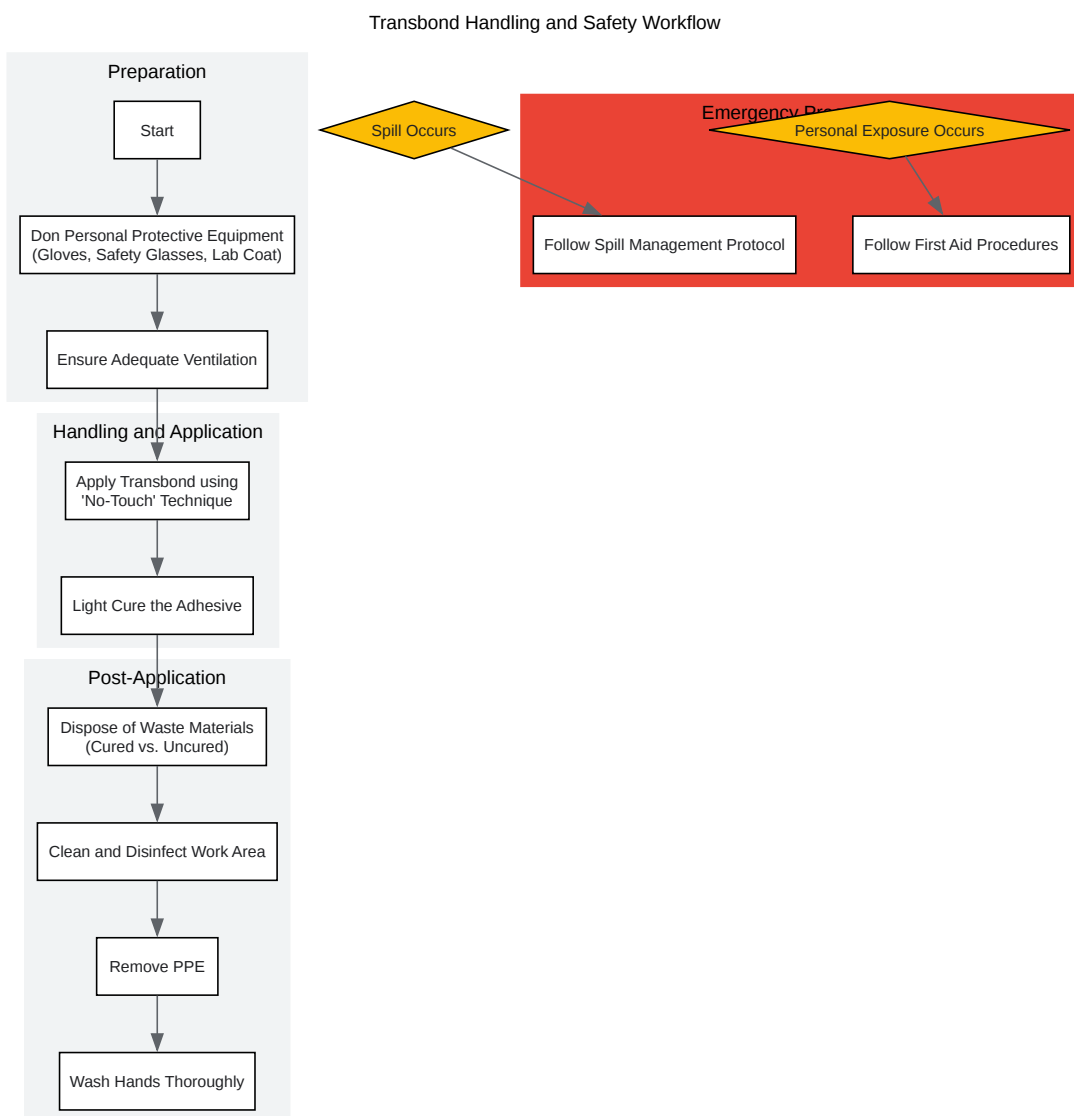 Transbond Handling and Safety Workflow
Preparation
Start
Don Personal Protective Equipment
(Gloves, Safety Glasses, Lab Coat)
Ensure Adequate Ventilation
Handling and Application
Apply Transbond using
'No-Touch' Technique
Light Cure the Adhesive
Post-Application
Dispose of Waste Materials
(Cured vs. Uncured)
Clean and Disinfect Work Area
Remove PPE
Wash Hands Thoroughly
Spill Occurs
Emergency
Personal Exposure Occurs
Follow Spill Management Protocol
Follow First Aid Procedures